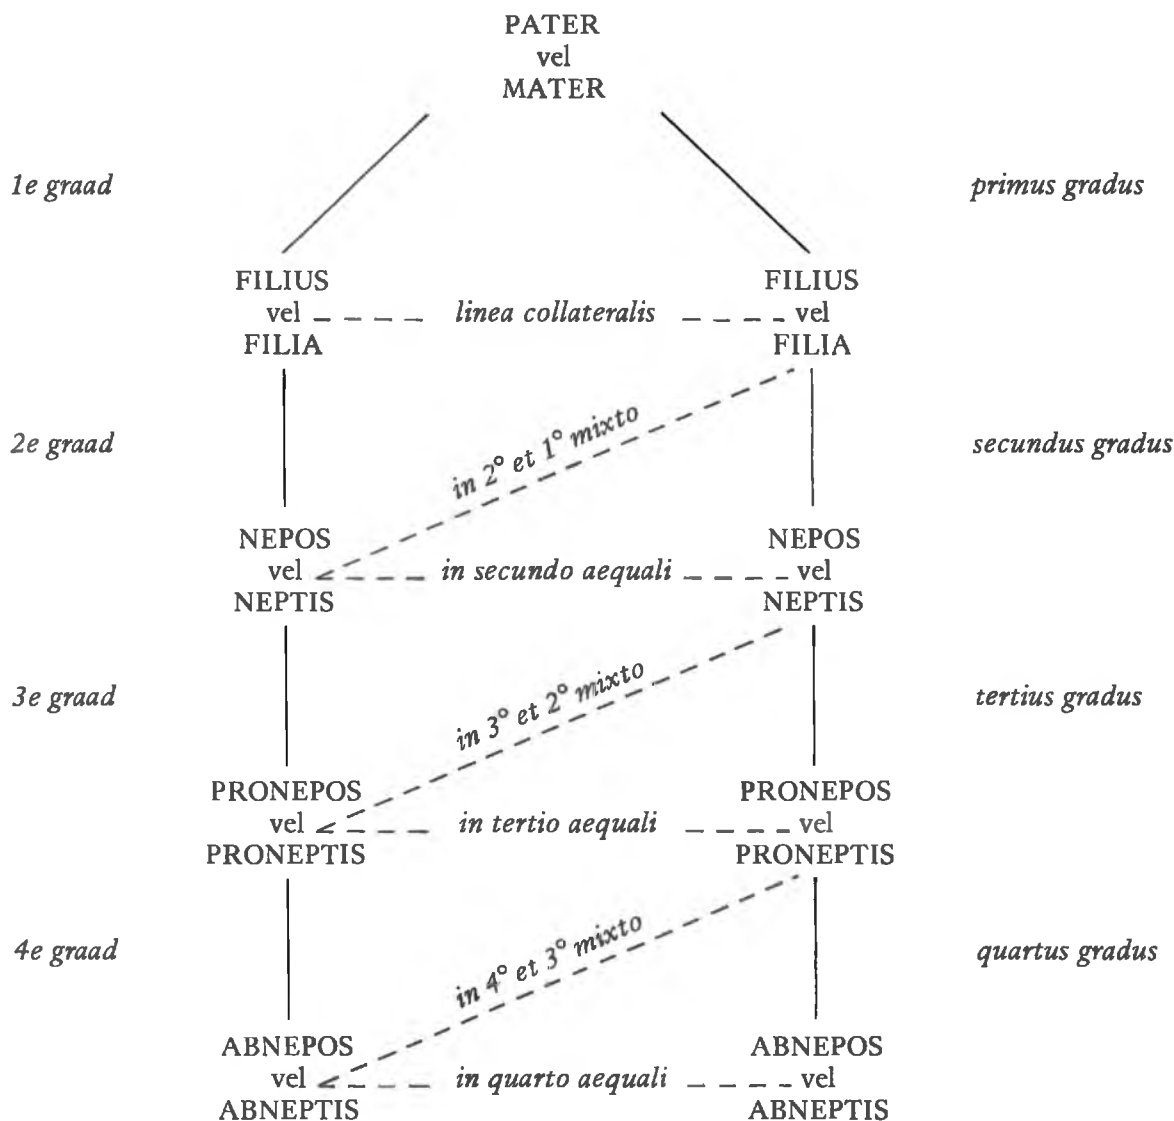 PATER
vel
MATER
1e graad
primus gradus
FILIUS
vel
FILIA
linea collateralis
FILIUS
vel
FILIA
2e graad
in 2° et 1° mixto
secundus gradus
NEPOS
vel
NEPTIS
in secundo aequali
NEPOS
vel
NEPTIS
3e graad
in 3° et 2° mixto
tertius gradus
PRONEPOS
vel
PRONEPTIS
in tertio aequali
PRONEPOS
vel
PRONEPTIS
4e graad
in 4° et 3° mixto
quartus gradus
ABNEPOS
vel
ABNEPTIS
in quarto aequali
ABNEPOS
vel
ABNEPTIS